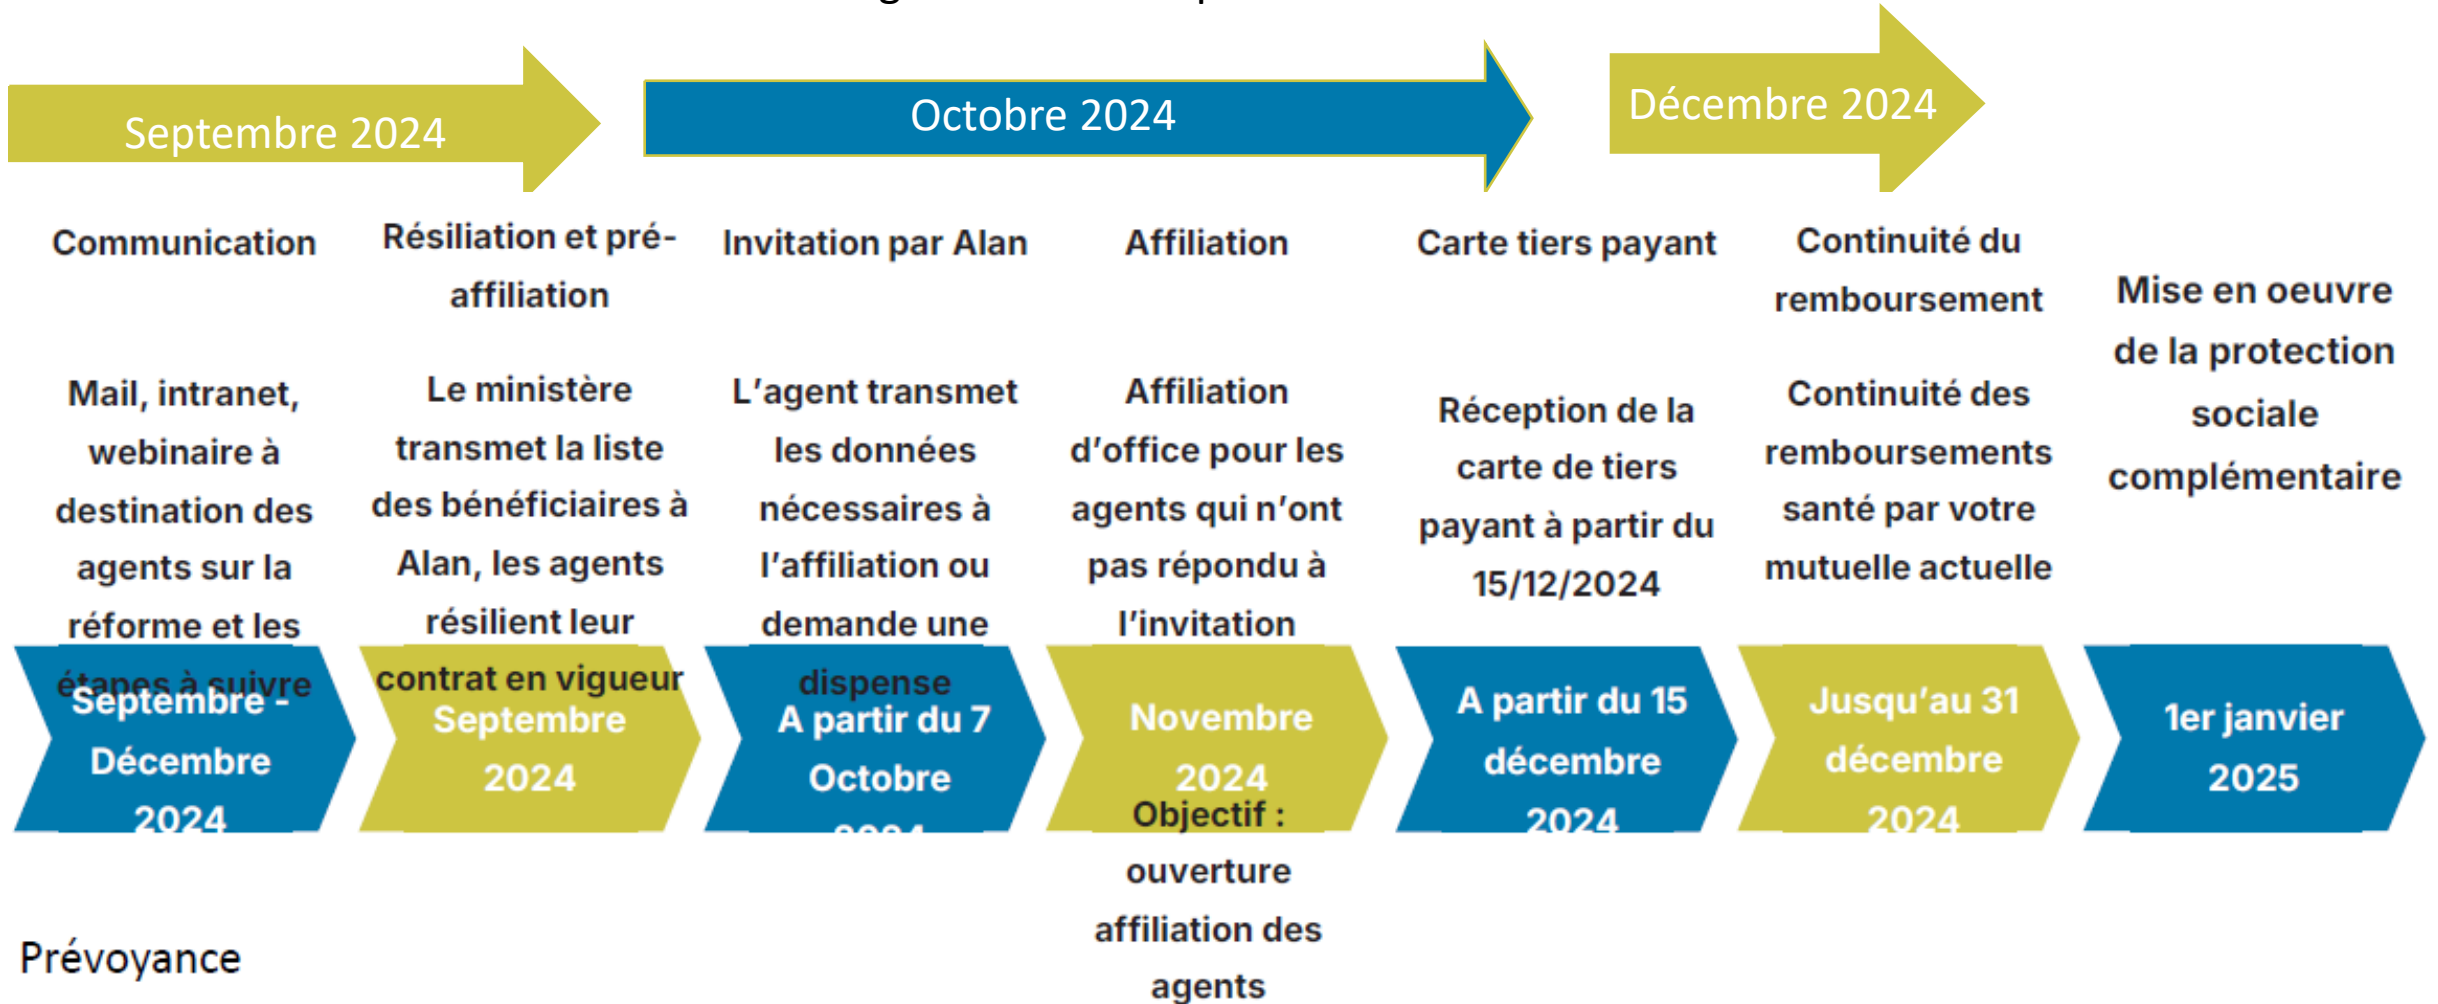 Septembre 2024
Octobre 2024
Décembre 2024
Communication
Mail, intranet,
webinaire à
destination des
agents sur la
réforme et les
étapes à suivre
Septembre -
Décembre
2024
Résiliation et pré-
affiliation
Le ministère
transmet la liste
des bénéficiaires à
Alan, les agents
résilient leur
contrat en vigueur
Septembre
2024
Invitation par Alan
L'agent transmet
les données
nécessaires à
l'affiliation ou
demande une
dispense
A partir du 7
Octobre
2024
Affiliation
Affiliation
d'office pour les
agents qui n'ont
pas répondu à
l'invitation
Novembre
2024
Objectif :
ouverture
affiliation des
agents
Carte tiers payant
Réception de la
carte de tiers
payant à partir du
15/12/2024
A partir du 15
décembre
2024
Continuité du
remboursement
Continuité des
remboursements
santé par votre
mutuelle actuelle
Jusqu'au 31
décembre
2024
Mise en oeuvre
de la protection
sociale
complémentaire
1er janvier
2025
Prévoyance